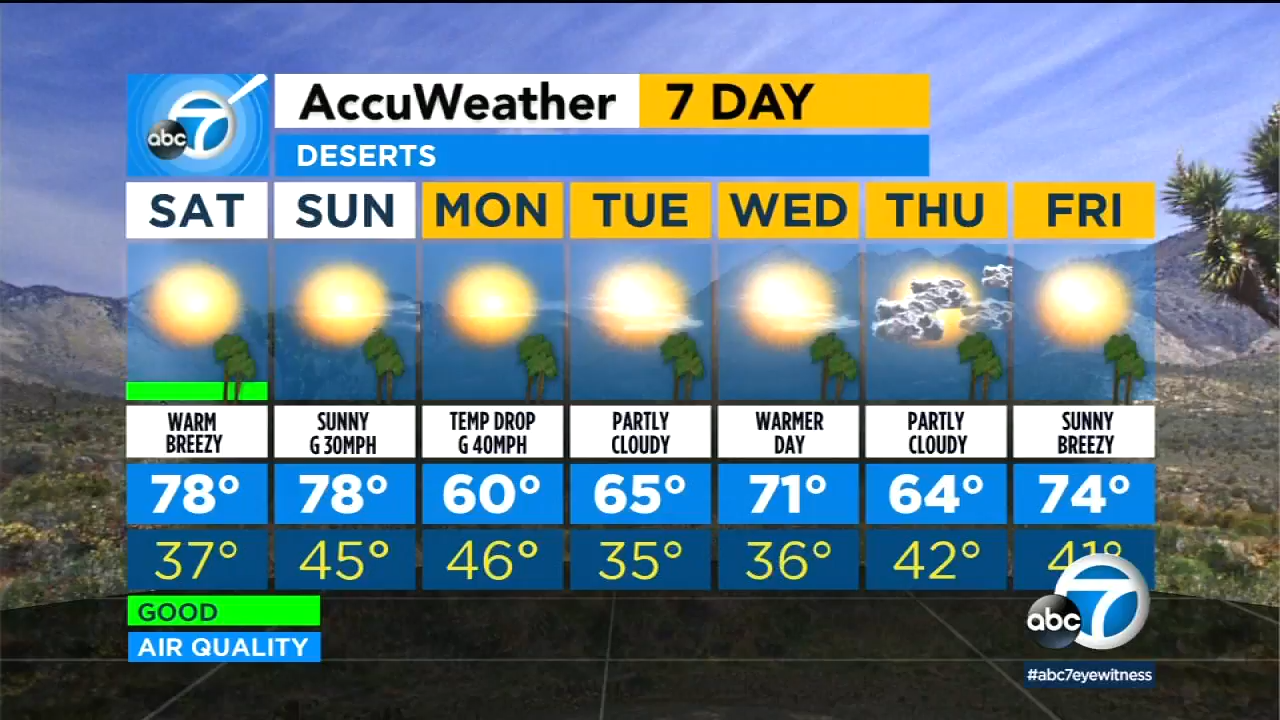 abc 7
AccuWeather 7 DAY
DESERTS
SAT SUN MON TUE WED THU FRI
WARM BREEZY
SUNNY G 30MPH
TEMP DROP G 40MPH
PARTLY CLOUDY
WARMER DAY
PARTLY CLOUDY
SUNNY BREEZY
78° 78° 60° 65° 71° 64° 74°
37° 45° 46° 35° 36° 42° 41°
GOOD
AIR QUALITY
abc 7
#abc7eyewitness